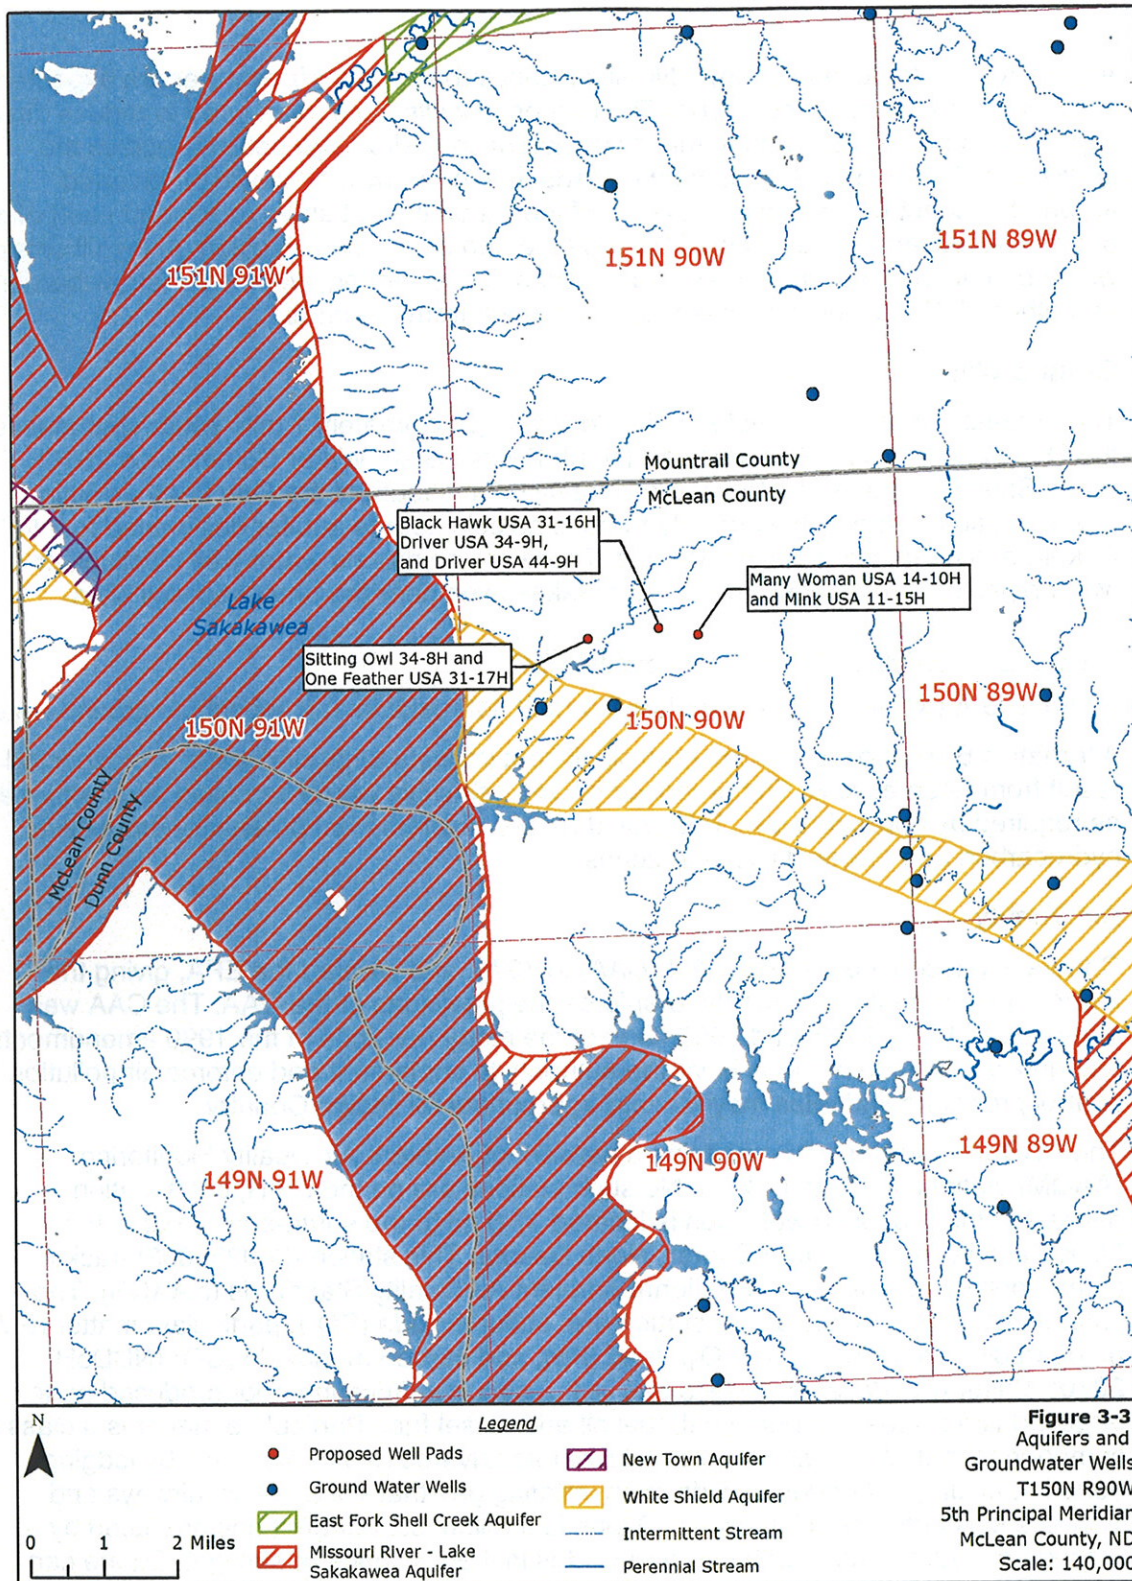 151N 91W
151N 90W
151N 89W
Mountrail County
McLean County
Black Hawk USA 31-16H
Driver USA 34-9H,
and Driver USA 44-9H
Many Woman USA 14-10H
and Mink USA 11-15H
Lake
Sakakawea
Sitting Owl 34-8H and
One Feather USA 31-17H
150N 91W
150N 90W
150N 89W
McLean County
Dunn County
149N 91W
149N 90W
149N 89W
N
0 1 2 Miles
Legend
Proposed Well Pads
Ground Water Wells
East Fork Shell Creek Aquifer
Missouri River - Lake
Sakakawea Aquifer
New Town Aquifer
White Shield Aquifer
Intermittent Stream
Perennial Stream
Figure 3-3
Aquifers and
Groundwater Wells
T150N R90W
5th Principal Meridian
McLean County, ND
Scale: 140,000